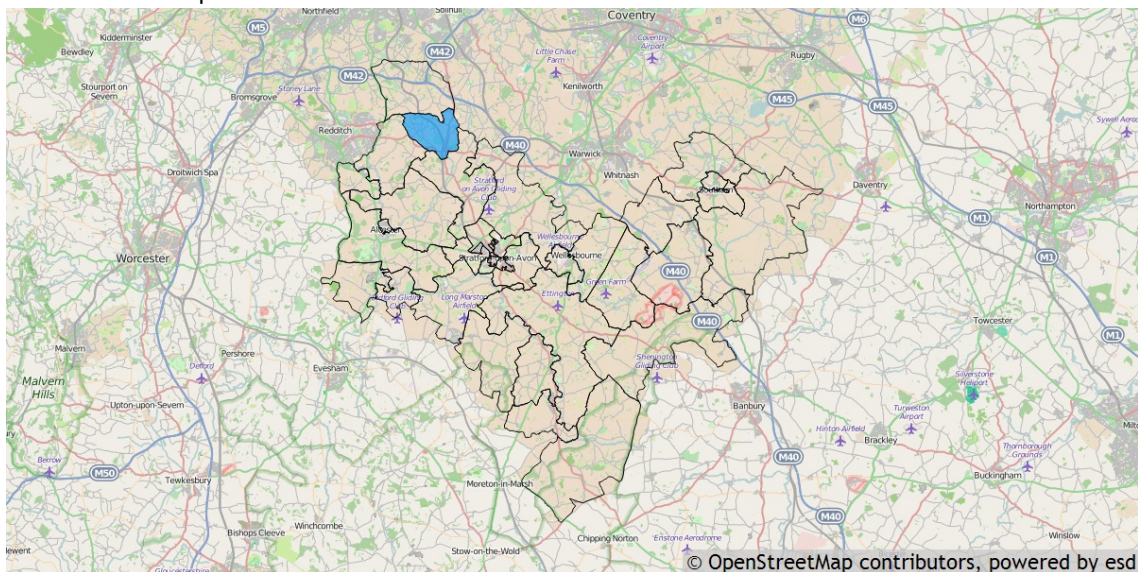 Northfield
Solihull
Coventry
M6
M5
Kidderminster
Bewdley
M42
Little Chase
Farm
Coventry
Airport
Rugby
Stourport on
Severn
M42
Stoney Lane
Kenilworth
Bromsgrove
M45
M45
Redditch
M40
Warwick
Droitwich Spa
Whitnash
Daventry
Stratford
on Avon Gliding
Club
Southam
M1
Northampton
Alcester
Worcester
Stratford-upon-Avon
Wellesbourne
M1
M40
Green Farm
Ettington
Long Marston
Airfield
M40
Towcester
Malvern
Pershore
Defford
Evesham
Shenington
Gliding Club
M1
Malvern
Hills
Silverstone
Heliport
Banbury
Upton-upon-Severn
Turweston
Airport
Hinton Airfield
Brackley
Thornborough
Grounds
Berrow
M50
M40
Buckingham
Tewkesbury
Moreton-in-Marsh
M40
Winchcombe
Bishops Cleeve
Chipping Norton
Winslow
Stow-on-the-Wold
Enstone Aerodrome
© OpenStreetMap contributors, powered by esd